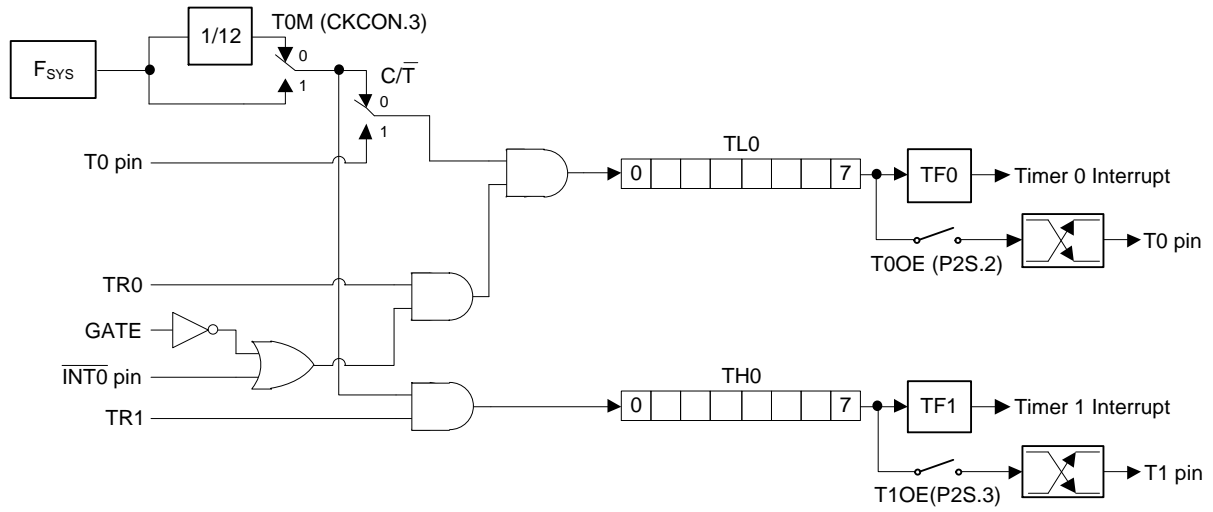 T0M (CKCON.3)
F_SYS
1/12
0
1
C/T̅
0
1
T0 pin
TL0
0 7
TF0
Timer 0 Interrupt
T0OE (P2S.2)
T0 pin
TR0
GATE
I̅N̅T̅0̅ pin
TR1
TH0
0 7
TF1
Timer 1 Interrupt
T1OE(P2S.3)
T1 pin